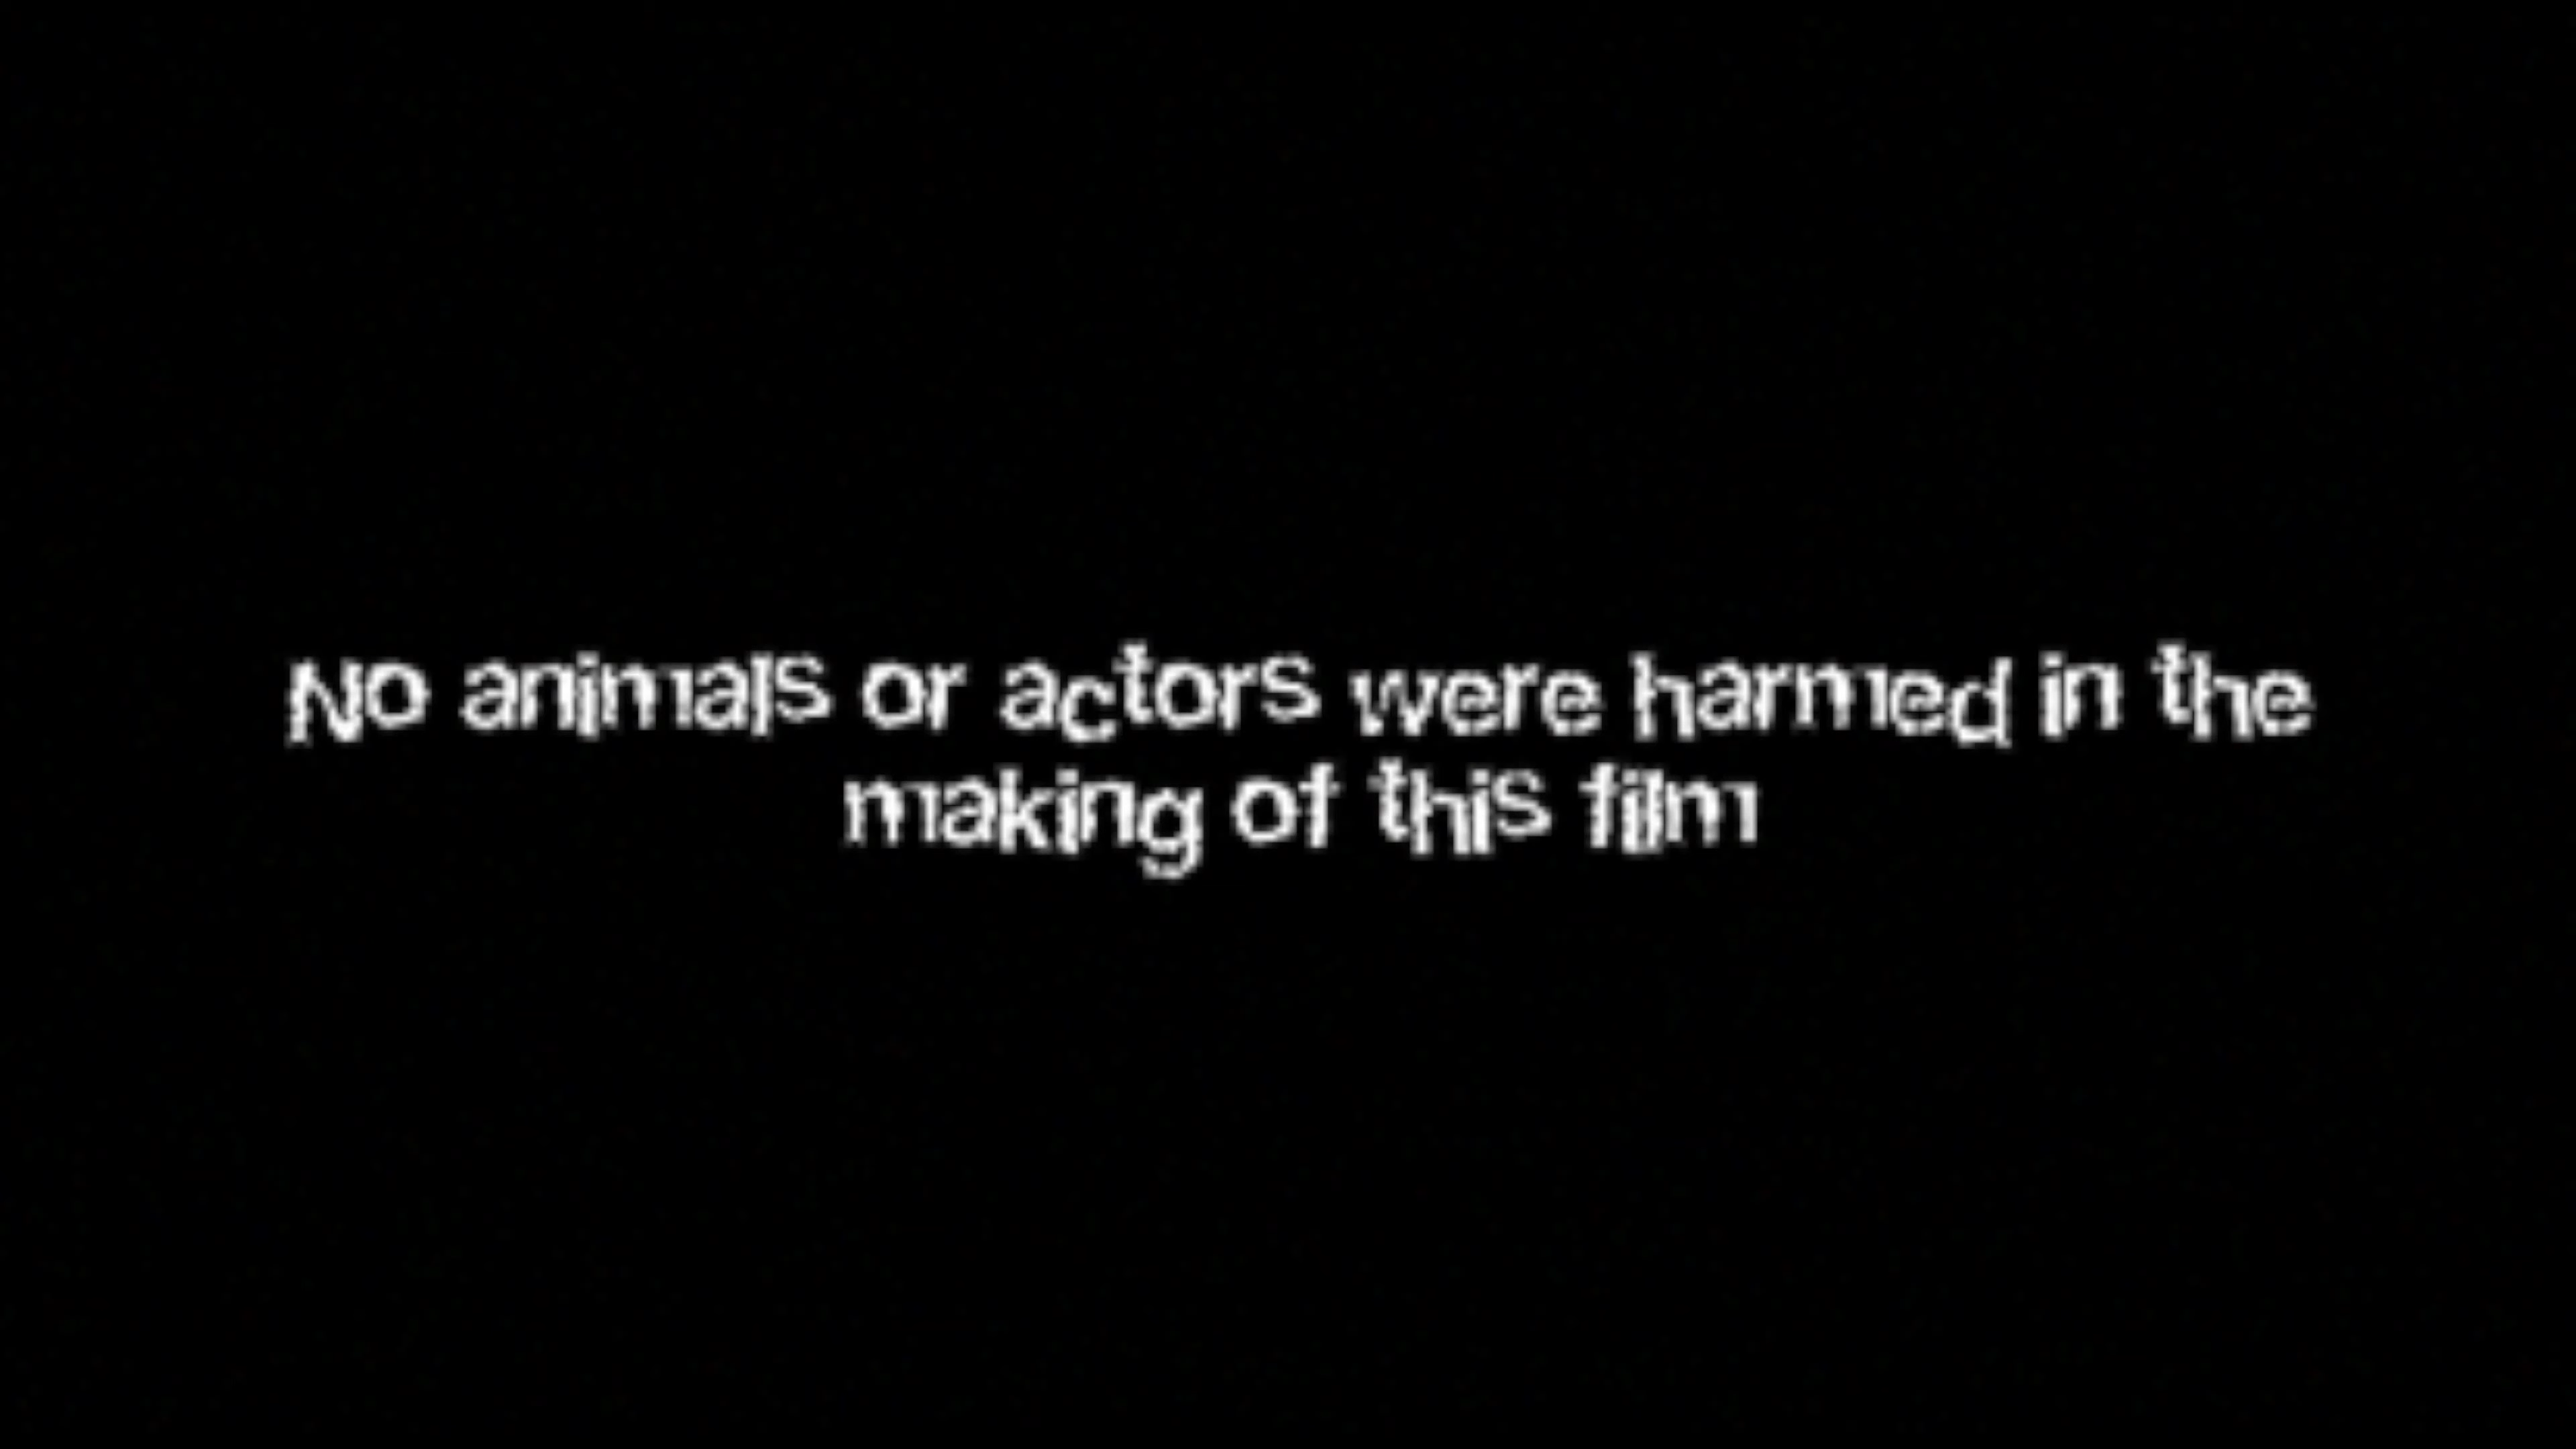 No animals or actors were harmed in the
making of this film